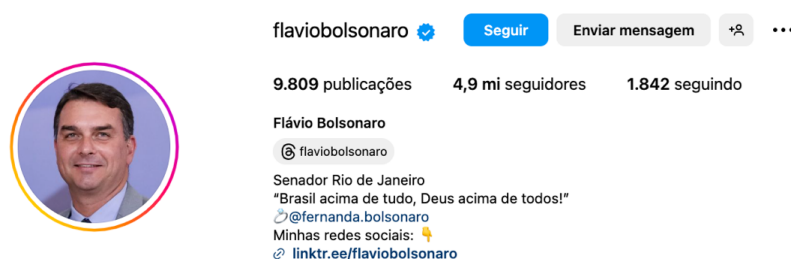 flaviobolsonaro
Seguir
Enviar mensagem
9.809 publicações 4,9 mi seguidores 1.842 seguindo
Flávio Bolsonaro
flaviobolsonaro
Senador Rio de Janeiro
“Brasil acima de tudo, Deus acima de todos!”
💍@fernanda.bolsonaro
Minhas redes sociais: 👇
linktr.ee/flaviobolsonaro